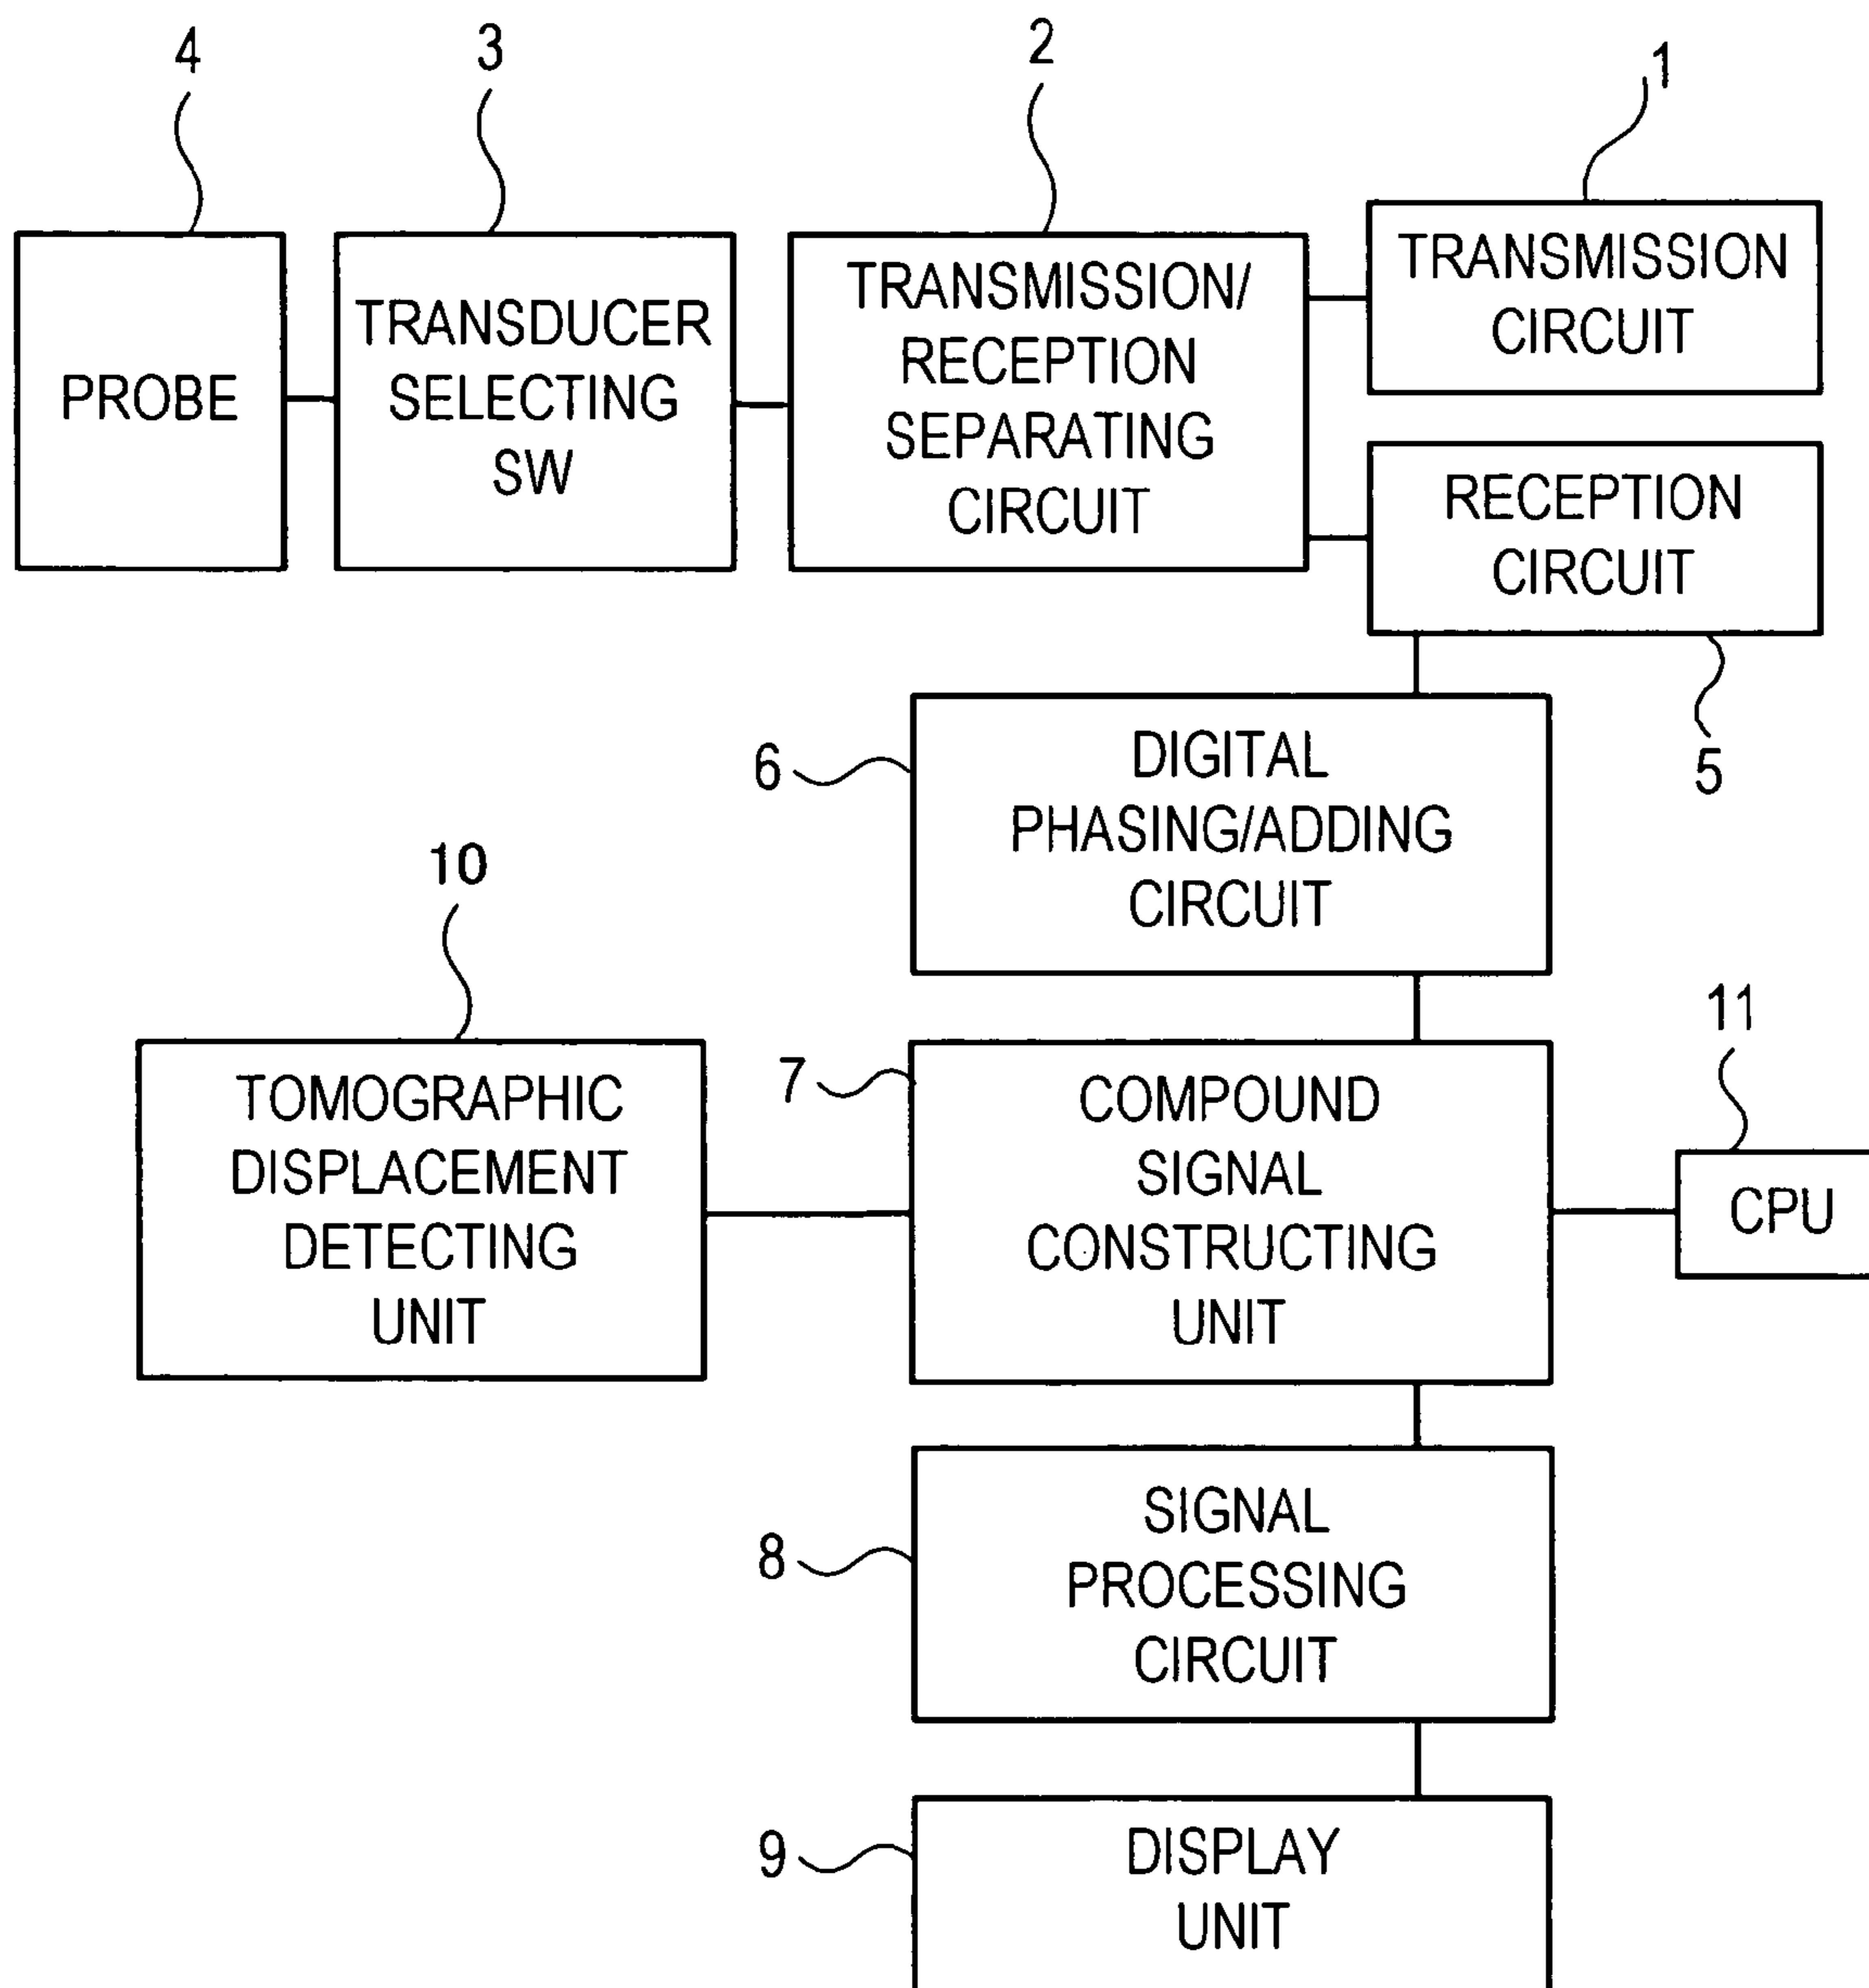 4
3
2
1
PROBE
TRANSDUCER
SELECTING
SW
TRANSMISSION/
RECEPTION
SEPARATING
CIRCUIT
TRANSMISSION
CIRCUIT
RECEPTION
CIRCUIT
5
6
DIGITAL
PHASING/ADDING
CIRCUIT
10
TOMOGRAPHIC
DISPLACEMENT
DETECTING
UNIT
7
COMPOUND
SIGNAL
CONSTRUCTING
UNIT
11
CPU
8
SIGNAL
PROCESSING
CIRCUIT
9
DISPLAY
UNIT